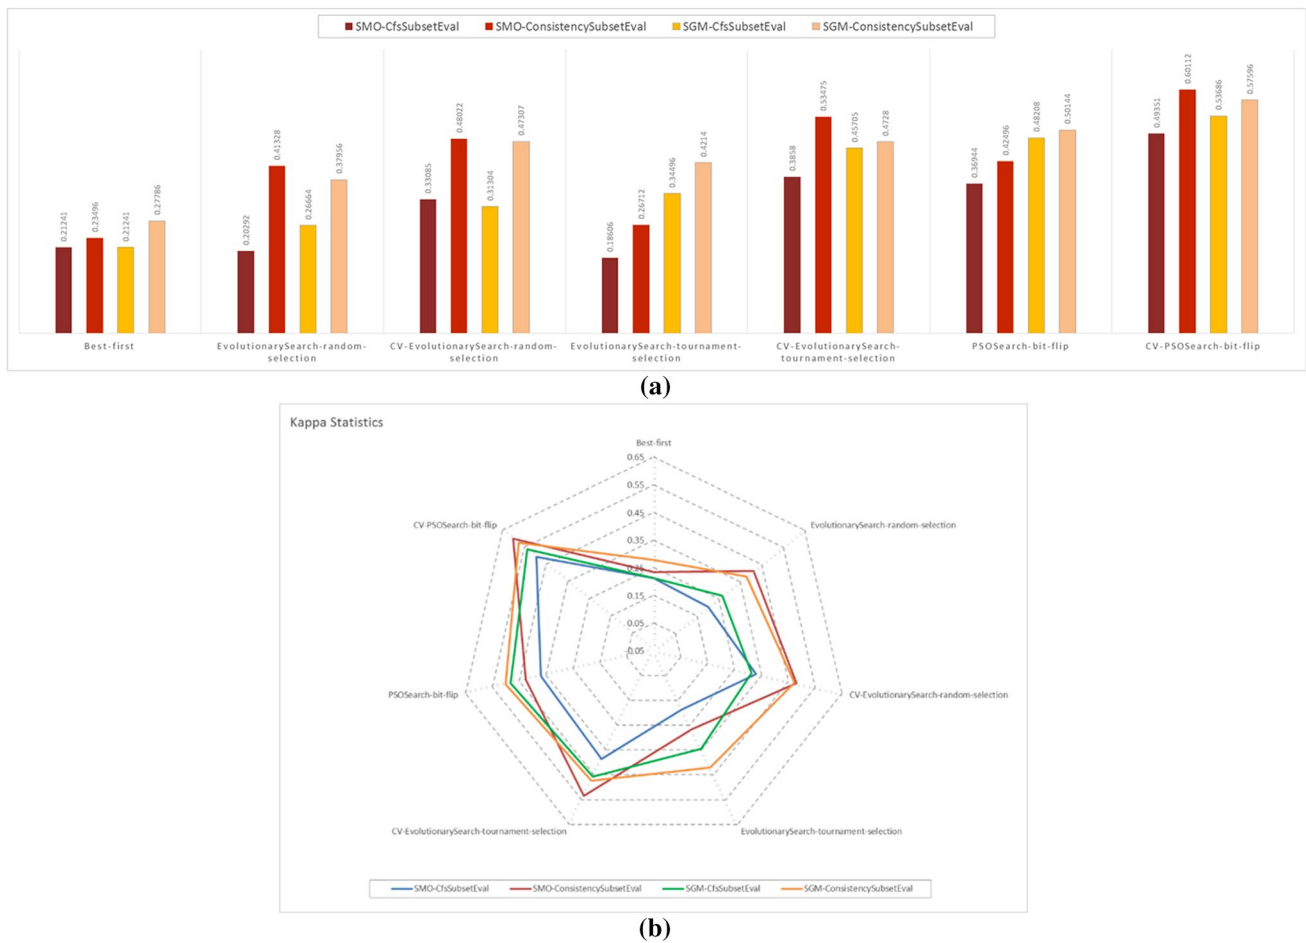 SMO-CfsSubsetEval SMO-ConsistencySubsetEval SGM-CfsSubsetEval SGM-ConsistencySubsetEval
0.21241 0.23496 0.21241 0.27786
0.20292 0.41328 0.26664 0.37956
0.33085 0.48022 0.31304 0.47307
0.18606 0.26712 0.34496 0.4214
0.3858 0.53475 0.45705 0.4728
0.36944 0.42496 0.48208 0.50144
0.49351 0.60112 0.53686 0.57596
Best-first
EvolutionarySearch-random-
selection
CV-EvolutionarySearch-random-
selection
EvolutionarySearch-tournament-
selection
CV-EvolutionarySearch-
tournament-selection
PSOSearch-bit-flip
CV-PSOSearch-bit-flip
(a)
Kappa Statistics
Best-first
0.65
0.55
0.45
0.35
0.25
0.15
0.05
0.05
CV-PSOSearch-bit-flip
EvolutionarySearch-random-selection
PSOSearch-bit-flip
CV-EvolutionarySearch-random-selection
CV-EvolutionarySearch-tournament-selection
EvolutionarySearch-tournament-selection
SMO-CfsSubsetEval SMO-ConsistencySubsetEval SGM-CfsSubsetEval SGM-ConsistencySubsetEval
(b)